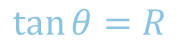 tan θ = R